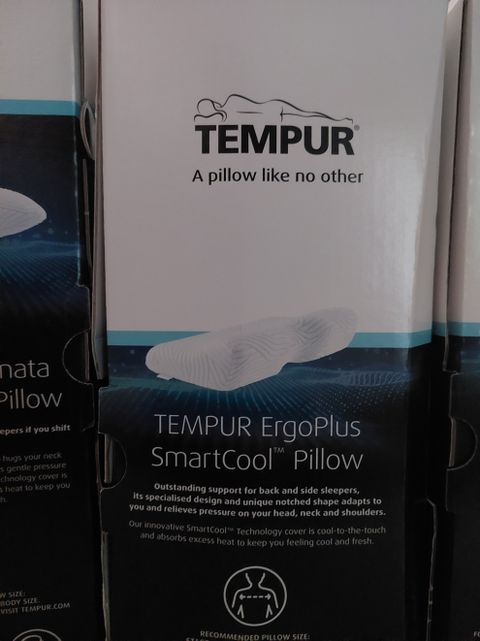 TEMPUR®
A pillow like no other
TEMPUR ErgoPlus
SmartCool™ Pillow
Outstanding support for back and side sleepers,
its specialised design and unique notched shape adapts to
you and relieves pressure on your head, neck and shoulders.
Our innovative SmartCool™ Technology cover is cool-to-the-touch
and absorbs excess heat to keep you feeling cool and fresh.
RECOMMENDED PILLOW SIZE:
nata
Pillow
epers if you shift
hugs your neck
s gentle pressure
chnology cover is
s heat to keep you
h.
W SIZE:
BODY SIZE:
VISIT TEMPUR.COM